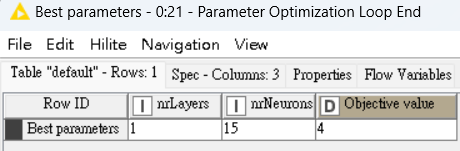 Best parameters - 0:21 - Parameter Optimization Loop End
File Edit Hilite Navigation View
Table "default" - Rows: 1 Spec - Columns: 3 Properties Flow Variables
Row ID I nrLayers I nrNeurons D Objective value
Best parameters 1 15 4